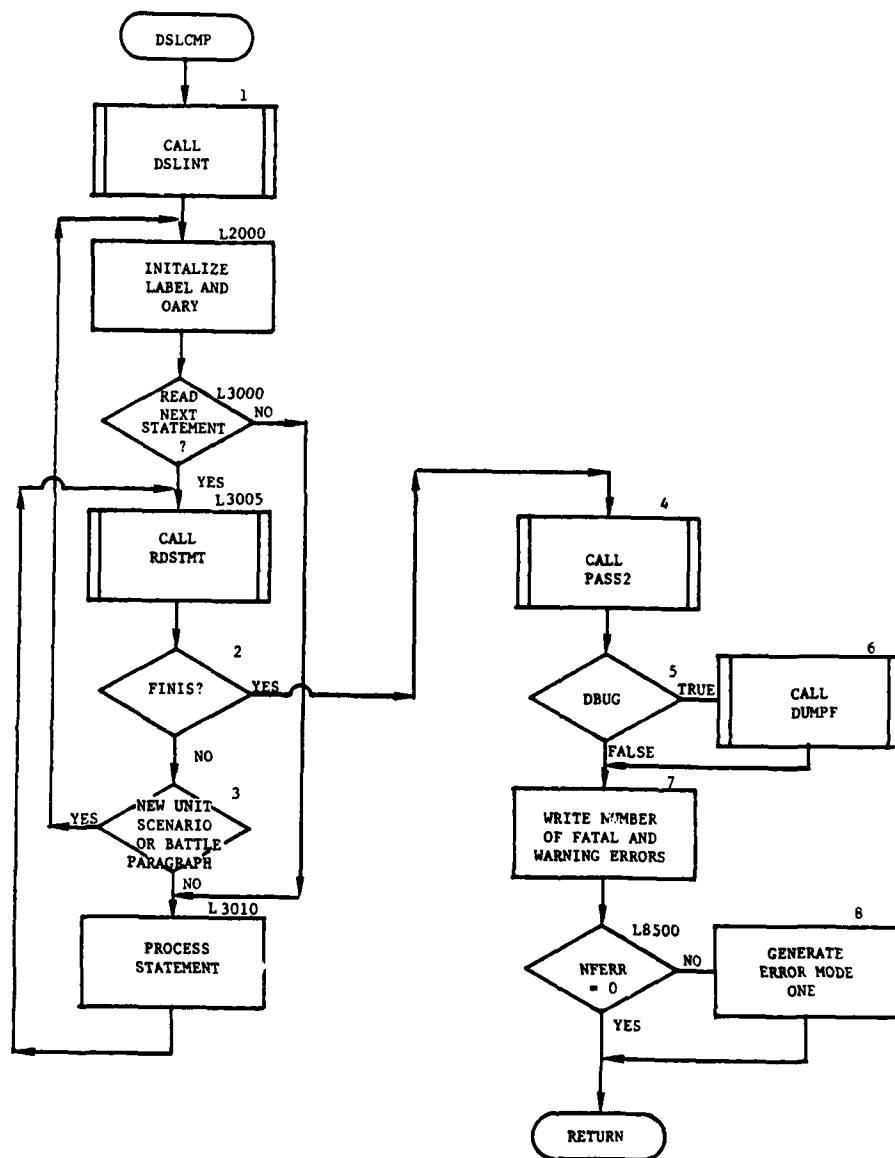 DSLCMP
1
CALL
DSLINT
L2000
INITALIZE
LABEL AND
OARY
L3000
READ
NEXT
STATEMENT
?
NO
YES
L3005
CALL
RDSTMT
2
FINIS?
YES
NO
3
NEW UNIT
SCENARIO
OR BATTLE
PARAGRAPH
YES
NO
L3010
PROCESS
STATEMENT
4
CALL
PASS2
5
DBUG
TRUE
FALSE
6
CALL
DUMPF
7
WRITE NUMBER
OF FATAL AND
WARNING ERRORS
L8500
NFERR
= 0
NO
YES
8
GENERATE
ERROR MODE
ONE
RETURN